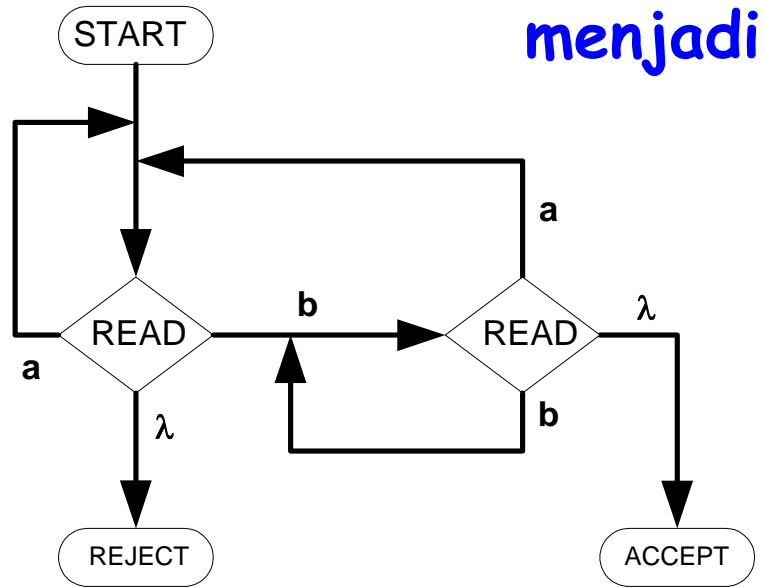 START
menjadi
a
b
λ
READ
READ
a
b
λ
REJECT
ACCEPT